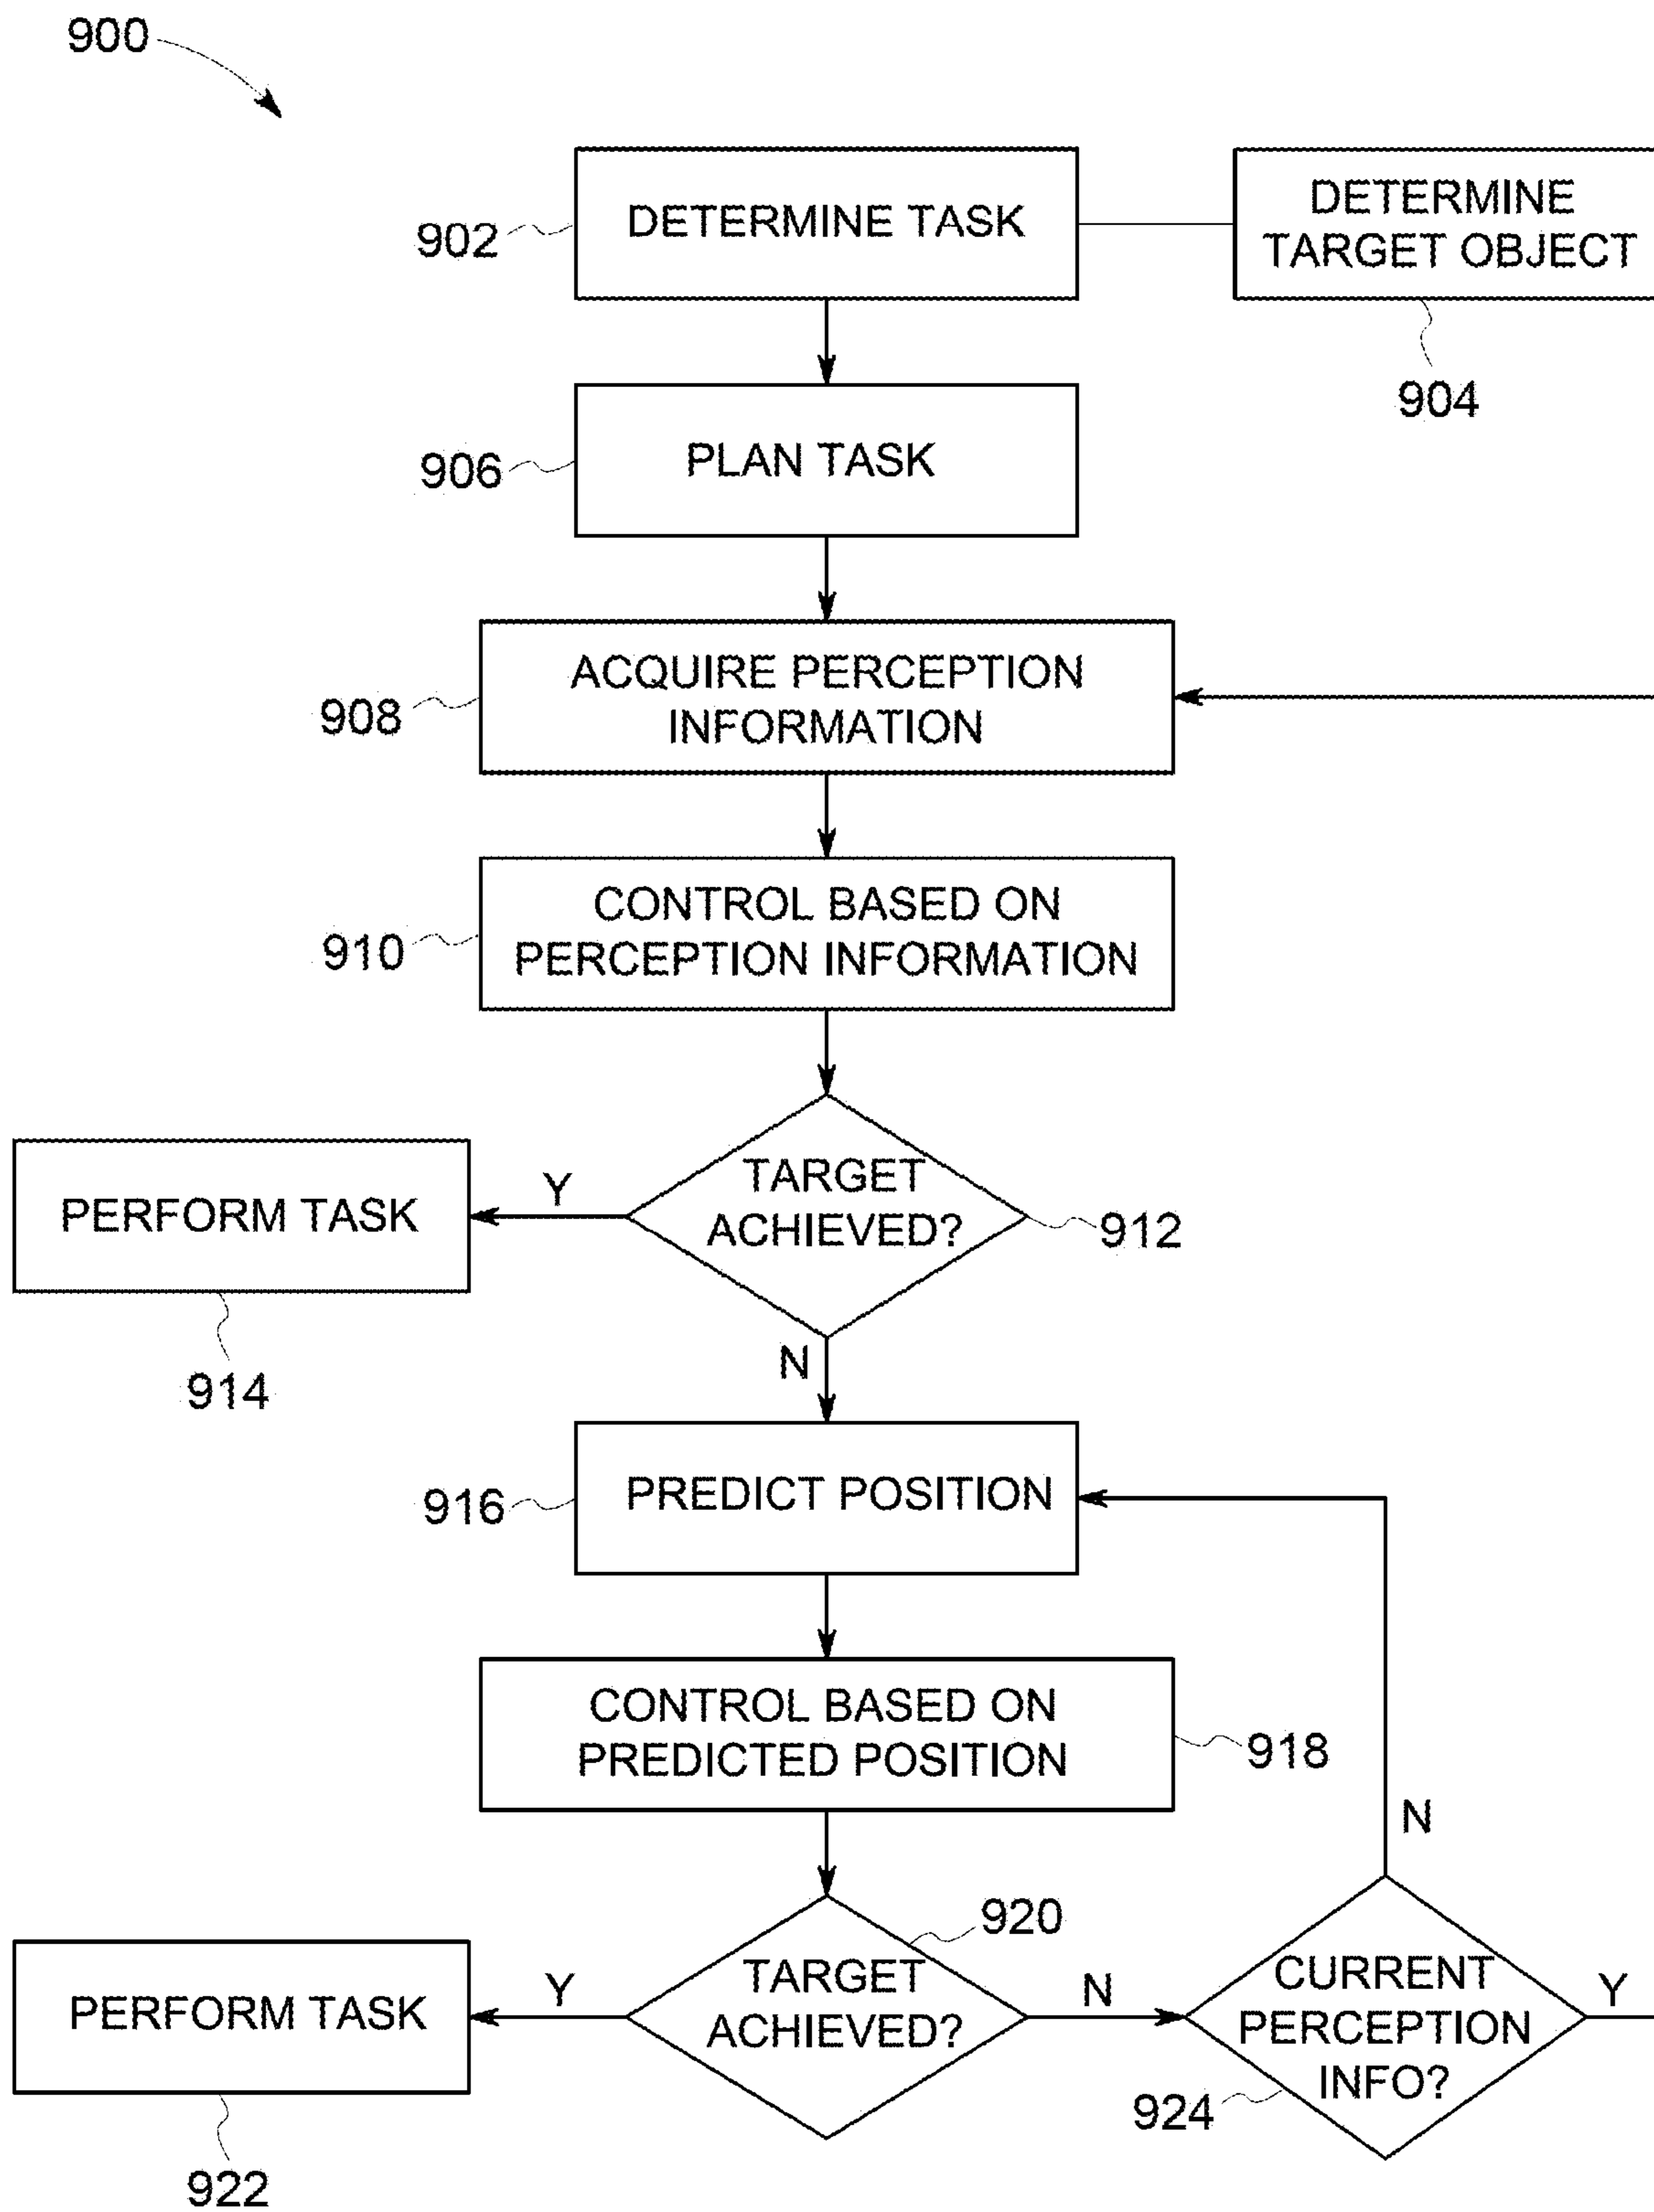 900
DETERMINE TASK
902
DETERMINE
TARGET OBJECT
904
PLAN TASK
906
ACQUIRE PERCEPTION
INFORMATION
908
CONTROL BASED ON
PERCEPTION INFORMATION
910
TARGET
ACHIEVED?
912
Y
PERFORM TASK
914
N
PREDICT POSITION
916
CONTROL BASED ON
PREDICTED POSITION
918
TARGET
ACHIEVED?
920
Y
PERFORM TASK
922
N
CURRENT
PERCEPTION
INFO?
924
N
Y